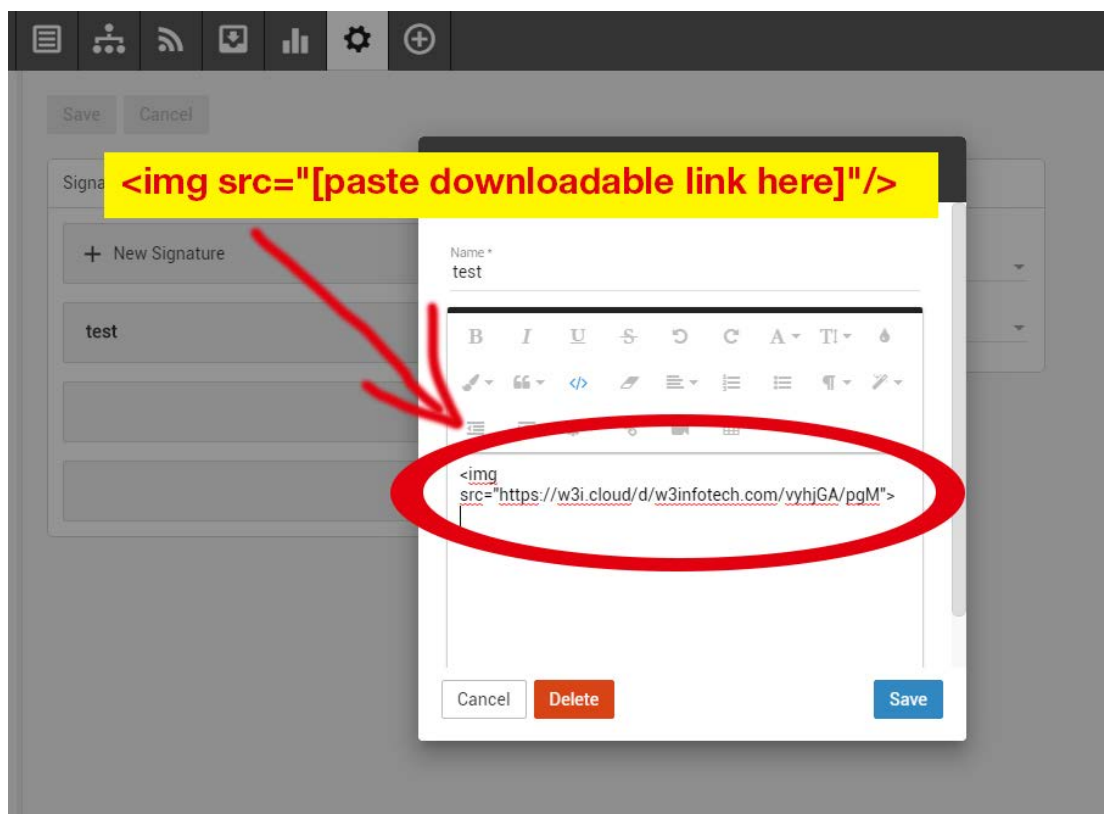 Save Cancel
Signa
<img src="[paste downloadable link here]"/>
+ New Signature
test
Name *
test
B I U S A T
<img
src="https://w3i.cloud/d/w3infotech.com/vyhjGA/pgM">
Cancel Delete Save